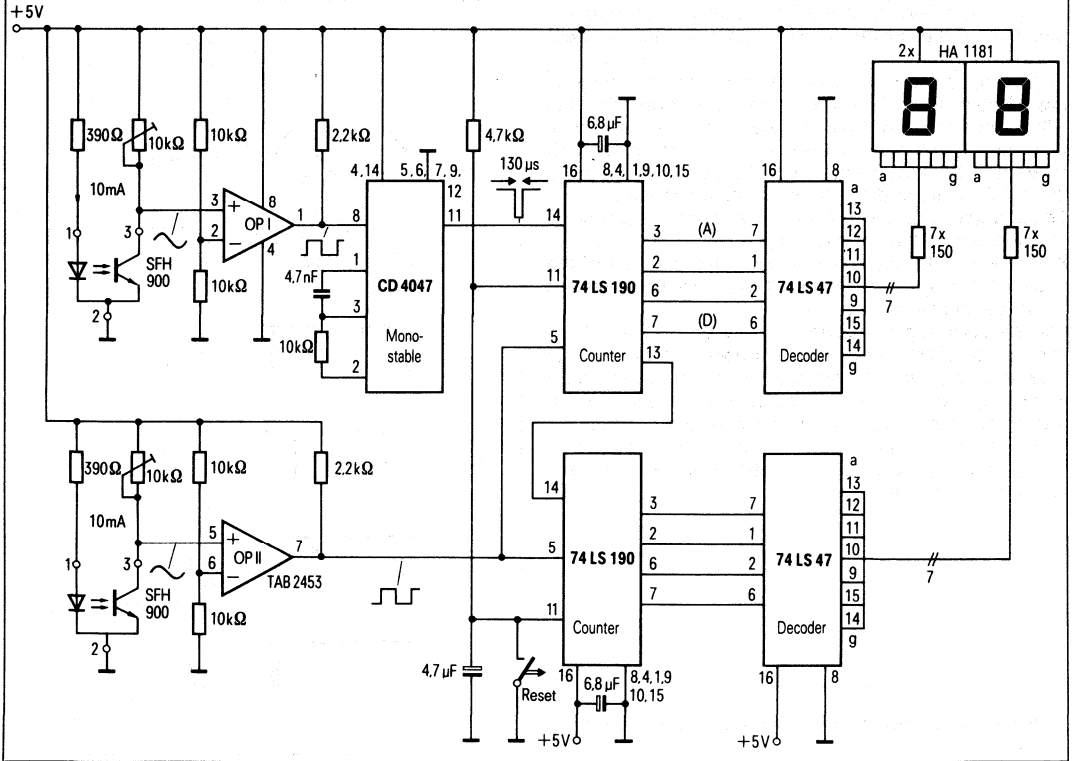 +5V
2x HA 1181
390Ω
10kΩ
10kΩ
2,2kΩ
4,7kΩ
6,8 µF
10mA
4,14
5, 6, 7, 9.
12
130 µs
16
8,4, 1,9,10,15
16
8
a
g
a
g
3
+
OP I
8
1
8
11
14
2
−
4
1
3
SFH
900
2
10kΩ
4,7nF
1
3
10kΩ
2
CD 4047
Mono-
stable
11
5
74 LS 190
Counter
3
(A)
7
2
1
6
2
7
(D)
6
13
74 LS 47
Decoder
a
13
12
11
10
9
15
14
g
7
7x
150
7x
150
390Ω
10kΩ
10kΩ
2,2kΩ
10mA
5
+
OP II
7
6
−
TAB 2453
1
3
SFH
900
2
10kΩ
14
5
11
74 LS 190
Counter
3
7
2
1
6
2
7
6
74 LS 47
Decoder
a
13
12
11
10
9
15
14
g
7
4,7 µF
Reset
16
6,8 µF
8,4,1,9
10, 15
+5V
16
8
+5V